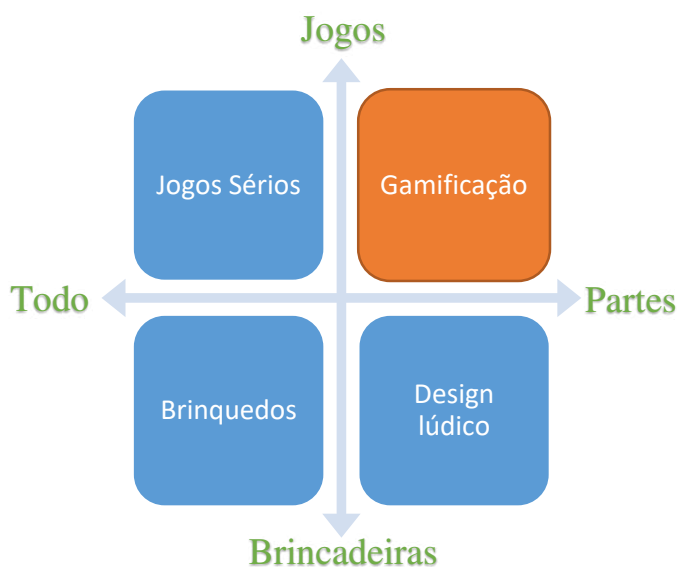 Jogos
Jogos Sérios
Gamificação
Todo
Partes
Brinquedos
Design
lúdico
Brincadeiras